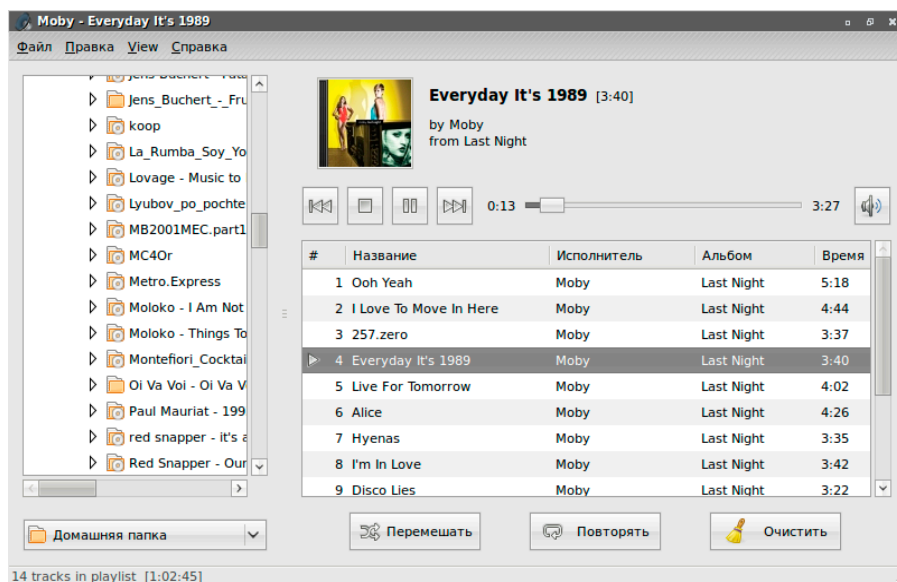 Moby - Everyday It's 1989
Файл Правка View Справка
Jens_Buchert_-_Fru
koop
La_Rumba_Soy_Yo
Lovage - Music to
Lyubov_po_pochte
MB2001MEC.part1
MC4Or
Metro.Express
Moloko - I Am Not
Moloko - Things To
Montefiori_Cocktai
Oi Va Voi - Oi Va V
Paul Mauriat - 199
red snapper - it's a
Red Snapper - Our
Домашняя папка
Everyday It's 1989 [3:40]
by Moby
from Last Night
0:13 3:27
# Название Исполнитель Альбом Время
1 Ooh Yeah Moby Last Night 5:18
2 I Love To Move In Here Moby Last Night 4:44
3 257.zero Moby Last Night 3:37
4 Everyday It's 1989 Moby Last Night 3:40
5 Live For Tomorrow Moby Last Night 4:02
6 Alice Moby Last Night 4:26
7 Hyenas Moby Last Night 3:35
8 I'm In Love Moby Last Night 3:42
9 Disco Lies Moby Last Night 3:22
Перемешать Повторять Очистить
14 tracks in playlist [1:02:45]